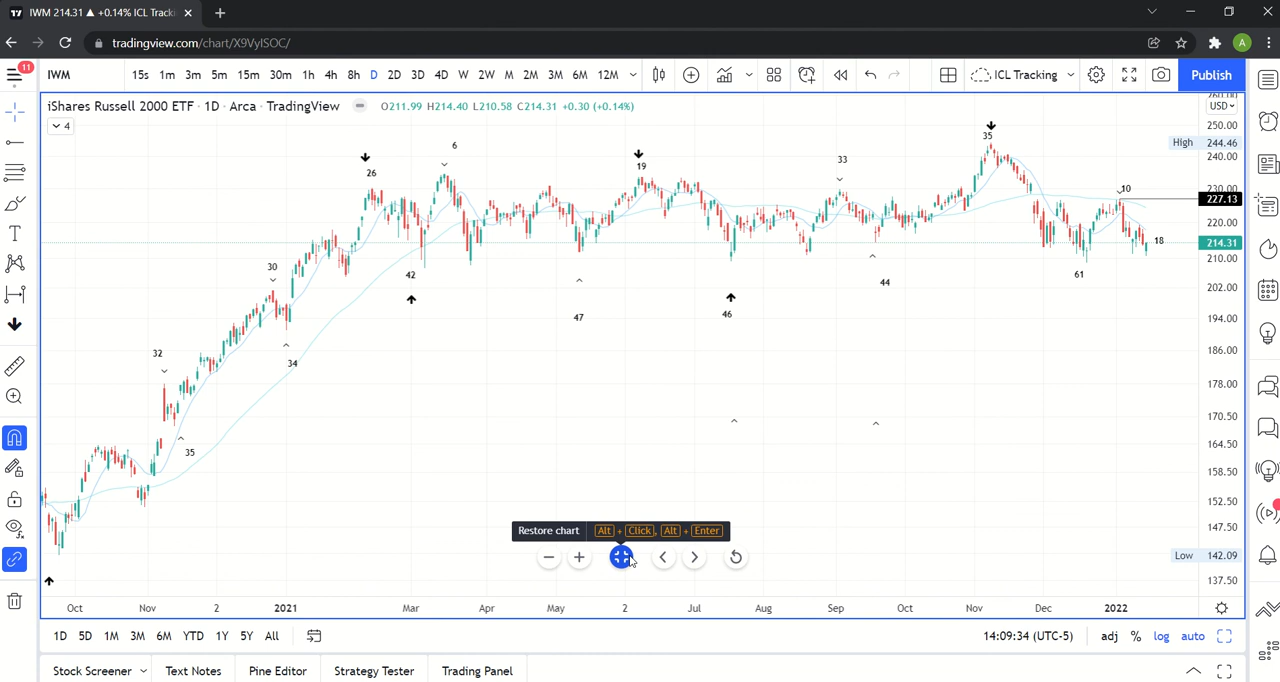 IWM 214.31 ▲ +0.14% ICL Tracki
tradingview.com/chart/X9VyISOC/
A
11
IWM 15s 1m 3m 5m 15m 30m 1h 4h 8h D 2D 3D 4D W 2W M 2M 3M 6M 12M ICL Tracking Publish
iShares Russell 2000 ETF · 1D · Arca · TradingView O211.99 H214.40 L210.58 C214.31 +0.30 (+0.14%)
USD
4
250.00
High 244.46
240.00
230.00
227.13
220.00
214.31
210.00
202.00
194.00
186.00
178.00
170.50
164.50
158.50
152.50
147.50
Low 142.09
137.50
35
6
33
19
26
10
18
30
42
61
44
46
47
32
34
35
Restore chart Alt + Click, Alt + Enter
Oct Nov 2 2021 Mar Apr May 2 Jul Aug Sep Oct Nov Dec 2022
1D 5D 1M 3M 6M YTD 1Y 5Y All 14:09:34 (UTC-5) adj % log auto
Stock Screener Text Notes Pine Editor Strategy Tester Trading Panel